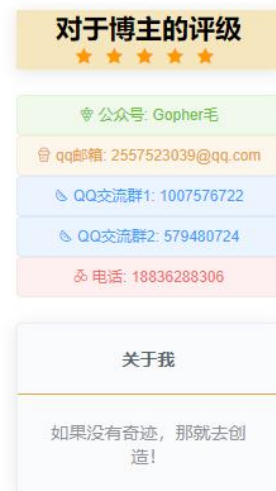 对于博主的评级
公众号: Gopher毛
qq邮箱: 2557523039@qq.com
QQ交流群1: 1007576722
QQ交流群2: 579480724
电话: 18836288306
关于我
如果没有奇迹，那就去创
造！